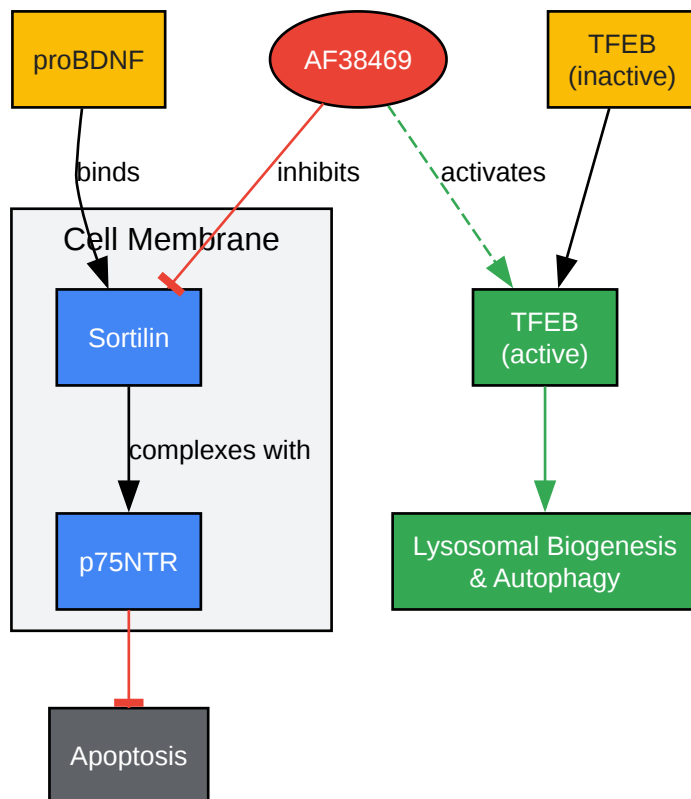 proBDNF
AF38469
TFEB
(inactive)
binds
inhibits
activates
Cell Membrane
Sortilin
TFEB
(active)
complexes with
p75NTR
Lysosomal Biogenesis
& Autophagy
Apoptosis